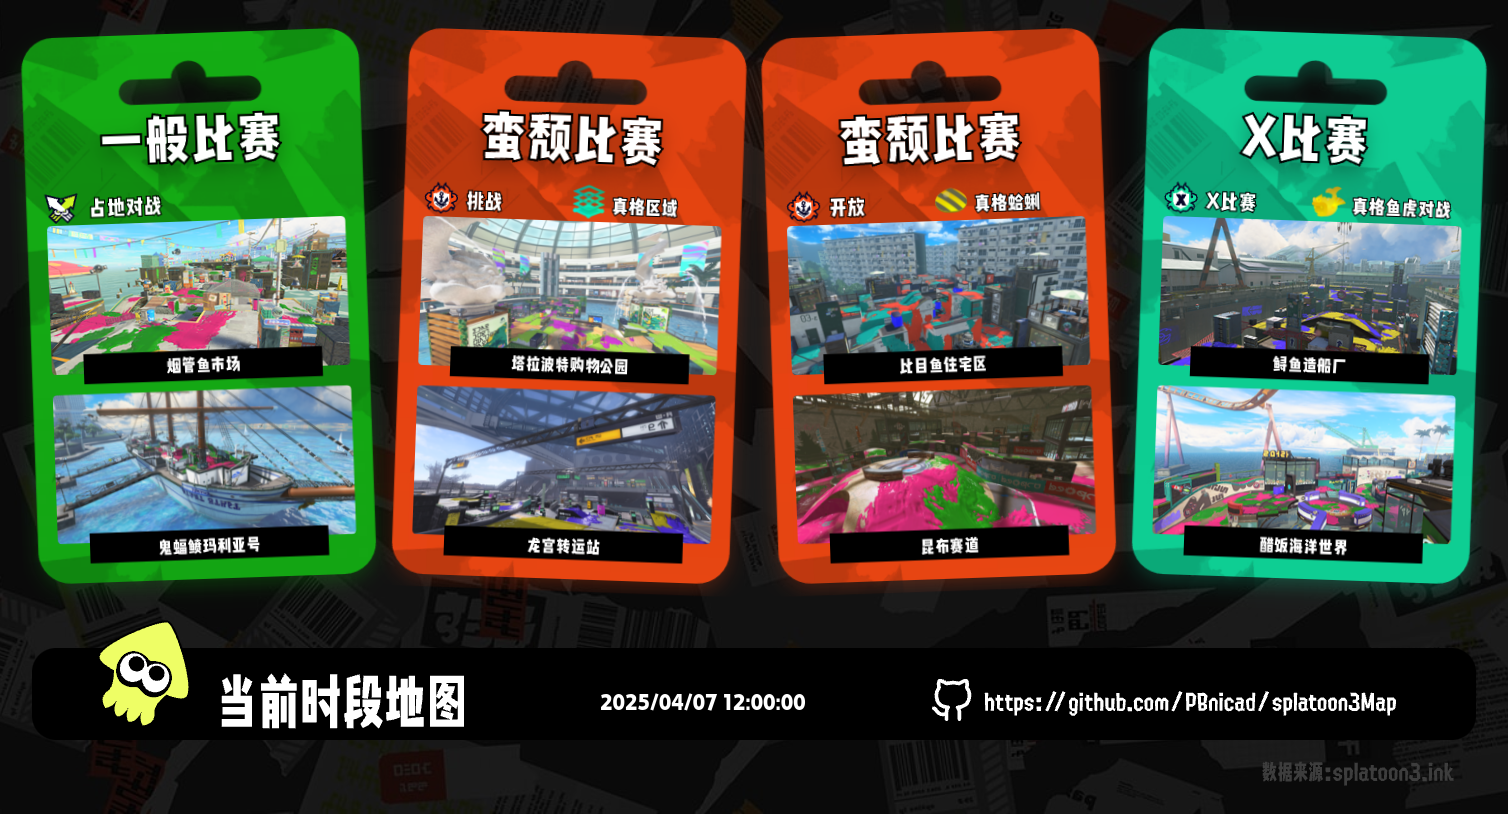 一般比赛
占地对战
烟管鱼市场
鬼蝠鲼玛利亚号
蛮颓比赛
挑战
真格区域
塔拉波特购物公园
龙宫转运站
蛮颓比赛
开放
真格蛤蜊
比目鱼住宅区
昆布赛道
X比赛
X比赛
真格鱼虎对战
鲟鱼造船厂
醋饭海洋世界
当前时段地图
2025/04/07 12:00:00
https://github.com/PBnicad/splatoon3Map
数据来源:splatoon3.ink